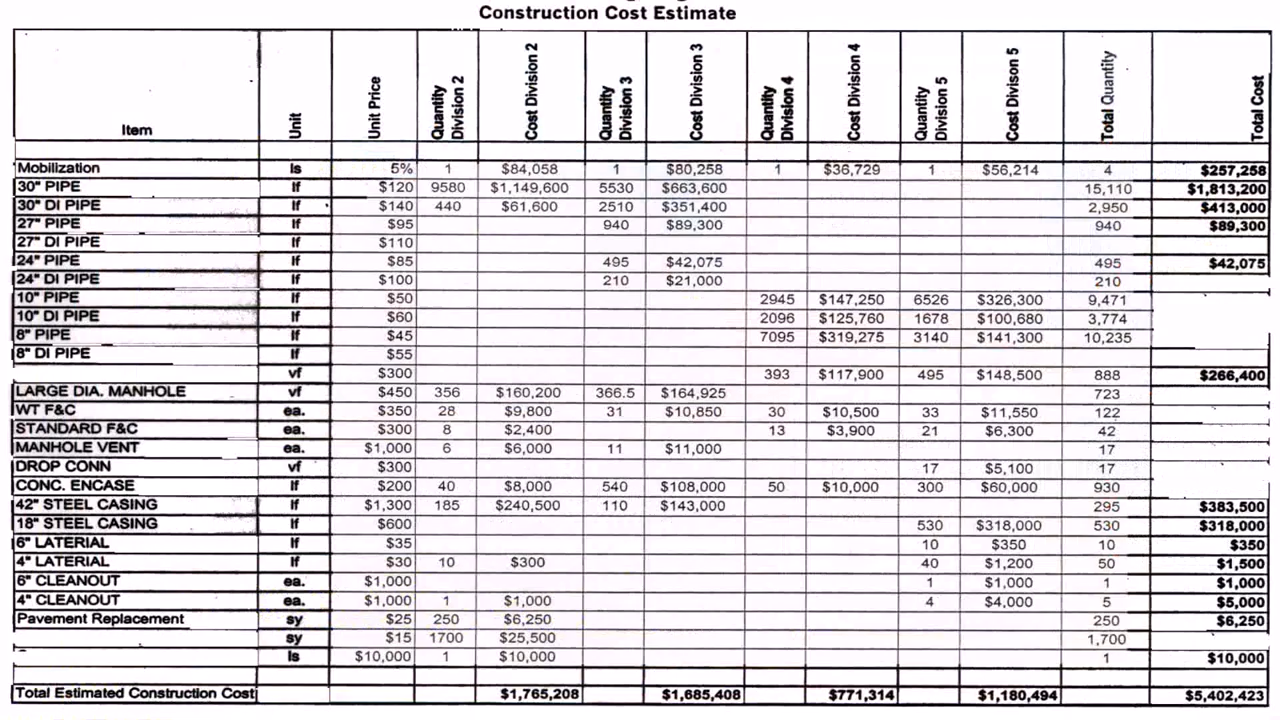 Construction Cost Estimate
Item Unit Unit Price Quantity Division 2 Cost Division 2 Quantity Division 3 Cost Division 3 Quantity Division 4 Cost Division 4 Quantity Division 5 Cost Divison 5 Total Quantity Total Cost
Mobilization ls 5% 1 $84,058 1 $80,258 1 $36,729 1 $56,214 4 $257,258
30" PIPE lf $120 9580 $1,149,600 5530 $663,600 15,110 $1,813,200
30" DI PIPE lf $140 440 $61,600 2510 $351,400 2,950 $413,000
27" PIPE lf $95 940 $89,300 940 $89,300
27" DI PIPE lf $110
24" PIPE lf $85 495 $42,075 495 $42,075
24" DI PIPE lf $100 210 $21,000 210
10" PIPE lf $50 2945 $147,250 6526 $326,300 9,471
10" DI PIPE lf $60 2096 $125,760 1678 $100,680 3,774
8" PIPE lf $45 7095 $319,275 3140 $141,300 10,235
8" DI PIPE lf $55
vf $300 393 $117,900 495 $148,500 888 $266,400
LARGE DIA. MANHOLE vf $450 356 $160,200 366.5 $164,925 723
WT F&C ea. $350 28 $9,800 31 $10,850 30 $10,500 33 $11,550 122
STANDARD F&C ea. $300 8 $2,400 13 $3,900 21 $6,300 42
MANHOLE VENT ea. $1,000 6 $6,000 11 $11,000 17
DROP CONN vf $300 17 $5,100 17
CONC. ENCASE lf $200 40 $8,000 540 $108,000 50 $10,000 300 $60,000 930
42" STEEL CASING lf $1,300 185 $240,500 110 $143,000 295 $383,500
18" STEEL CASING lf $600 530 $318,000 530 $318,000
6" LATERIAL lf $35 10 $350 10 $350
4" LATERIAL lf $30 10 $300 40 $1,200 50 $1,500
6" CLEANOUT ea. $1,000 1 $1,000 1 $1,000
4" CLEANOUT ea. $1,000 1 $1,000 4 $4,000 5 $5,000
Pavement Replacement sy $25 250 $6,250 250 $6,250
sy $15 1700 $25,500 1,700
ls $10,000 1 $10,000 1 $10,000
Total Estimated Construction Cost $1,765,208 $1,685,408 $771,314 $1,180,494 $5,402,423